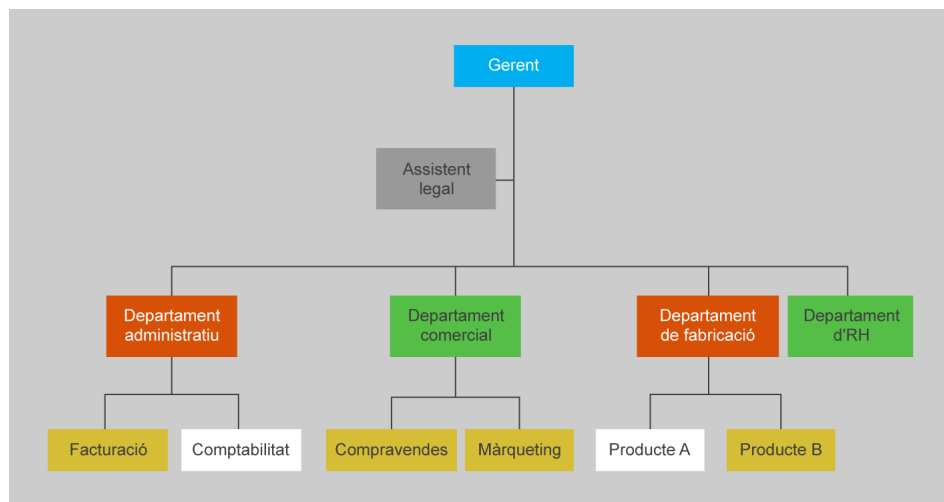 Gerent
Assistent
legal
Departament
administratiu
Departament
comercial
Departament
de fabricació
Departament
d'RH
Facturació
Comptabilitat
Compravendes
Màrqueting
Producte A
Producte B